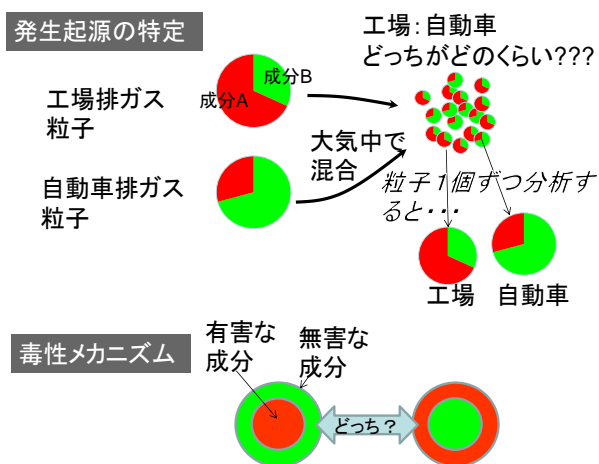 発生起源の特定
工場:自動車
どっちがどのくらい???
成分B
成分A
工場排ガス
粒子
大気中で
混合
自動車排ガス
粒子
粒子1個ずつ分析す
ると・・・
工場
自動車
毒性メカニズム
有害な
成分
無害な
成分
どっち?